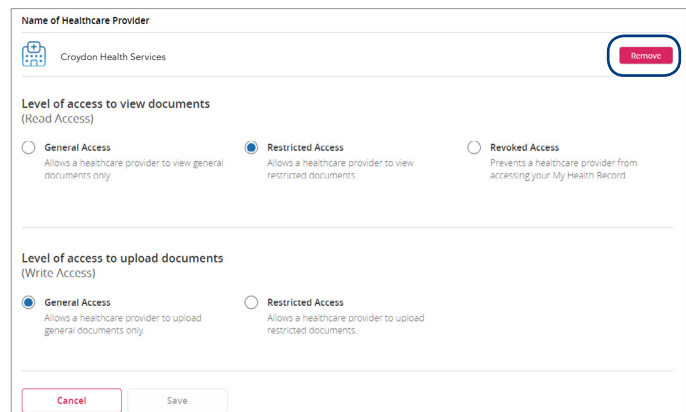 Name of Healthcare Provider
Croydon Health Services
Remove
Level of access to view documents
(Read Access)
General Access
Allows a healthcare provider to view general
documents only.
Restricted Access
Allows a healthcare provider to view
restricted documents.
Revoked Access
Prevents a healthcare provider from
accessing your My Health Record
Level of access to upload documents
(Write Access)
General Access
Allows a healthcare provider to upload
general documents only.
Restricted Access
Allows a healthcare provider to upload
restricted documents.
Cancel
Save